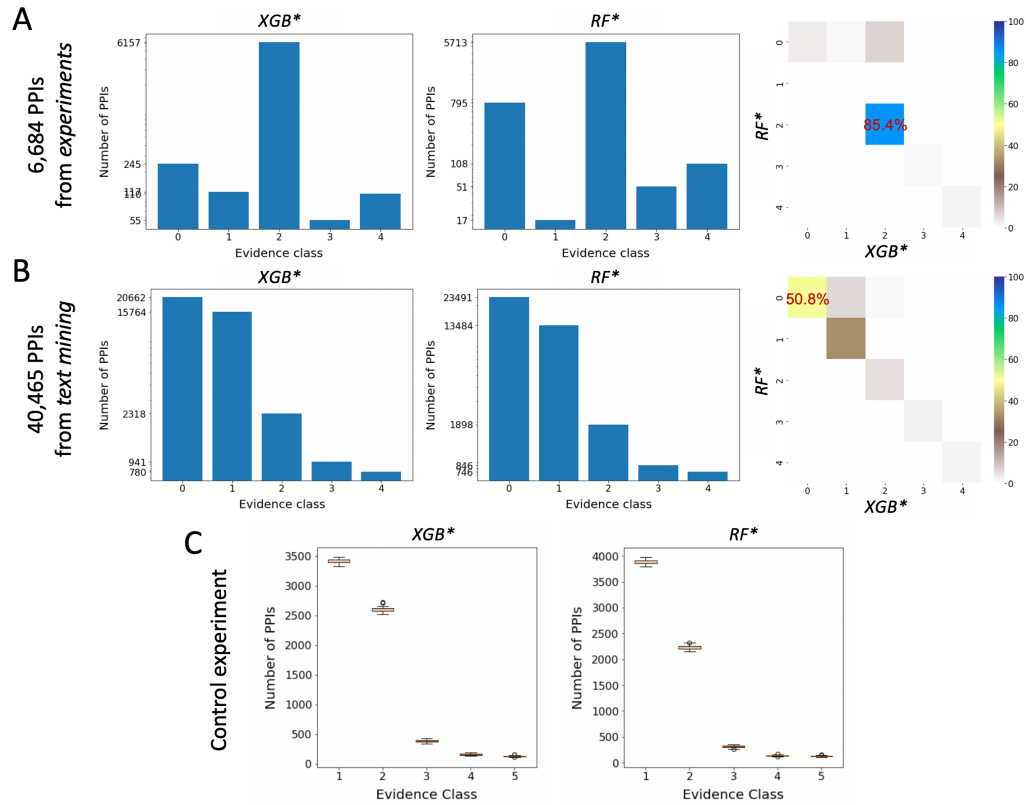 A
XGB*
RF*
6,684 PPIs
from experiments
Number of PPIs
6157
245
117
110
55
0 1 2 3 4
Evidence class
Number of PPIs
5713
795
108
51
17
0 1 2 3 4
Evidence class
RF*
0
1
2
3
4
85.4%
0 1 2 3 4
XGB*
100
80
60
40
20
0
B
XGB*
RF*
40,465 PPIs
from text mining
Number of PPIs
20662
15764
2318
941
780
0 1 2 3 4
Evidence class
Number of PPIs
23491
13484
1898
846
746
0 1 2 3 4
Evidence class
RF*
0
1
2
3
4
50.8%
0 1 2 3 4
XGB*
100
80
60
40
20
0
C
XGB*
RF*
Control experiment
Number of PPIs
3500
3000
2500
2000
1500
1000
500
0
1 2 3 4 5
Evidence Class
Number of PPIs
4000
3500
3000
2500
2000
1500
1000
500
0
1 2 3 4 5
Evidence Class